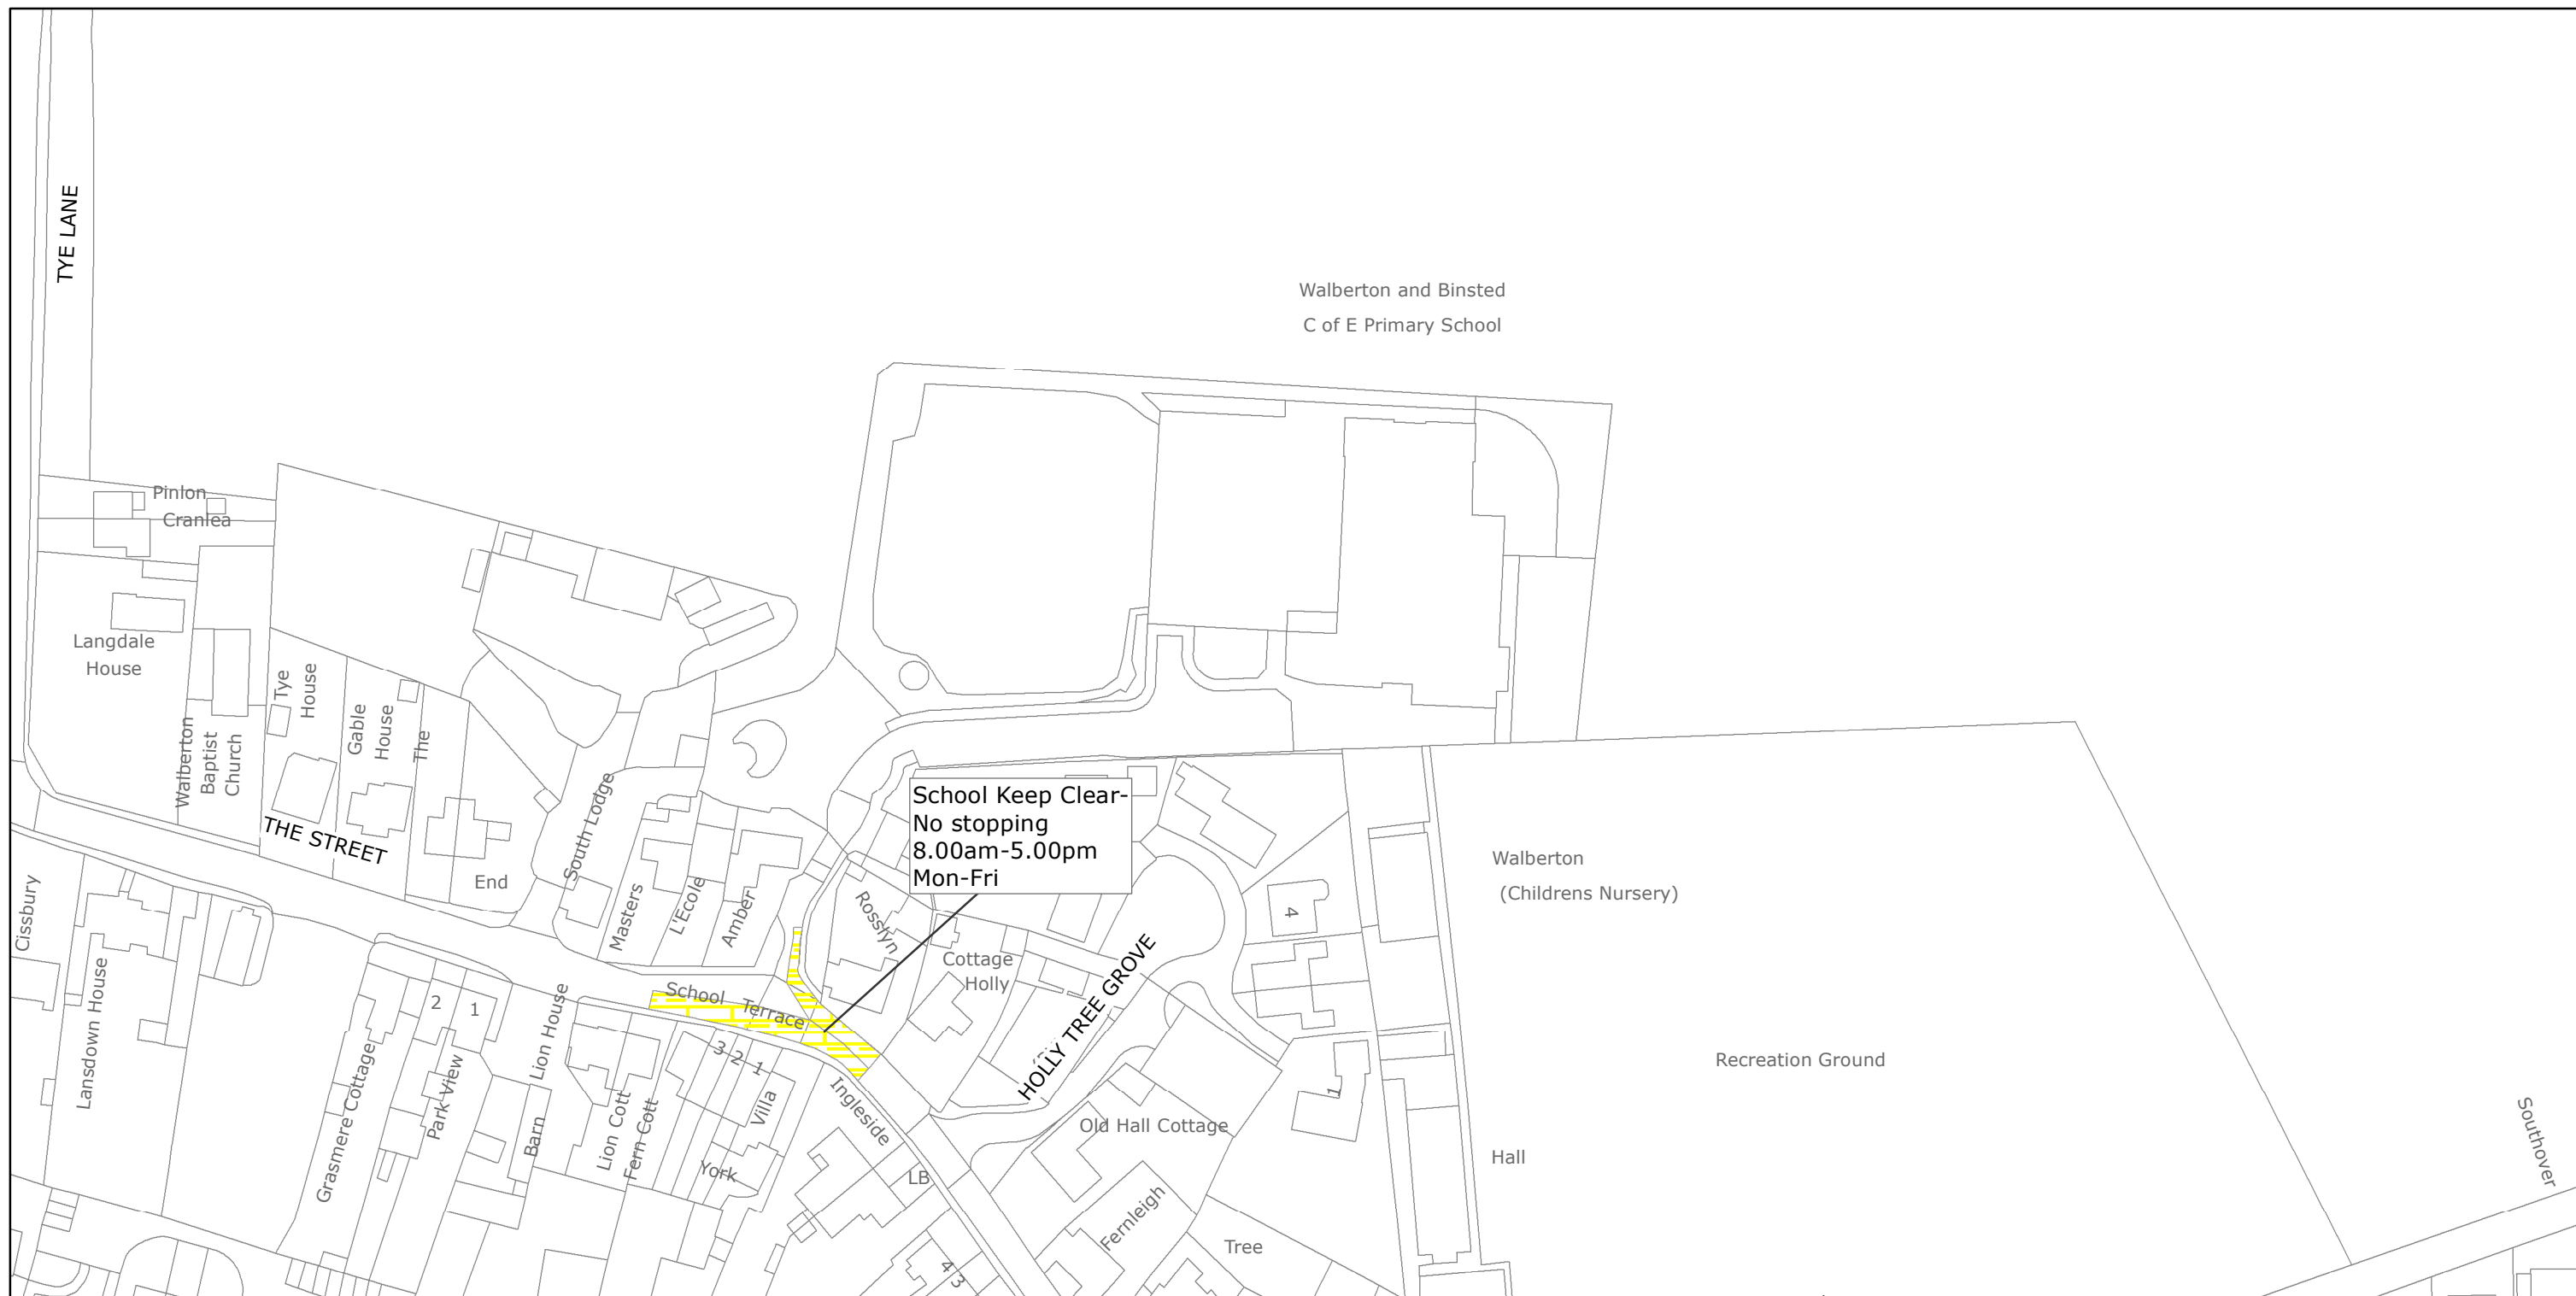 TYE LANE
Walberton and Binsted
C of E Primary School
Pinlon
Cranlea
Langdale
House
Walberton
Baptist
Church
Tye
House
Gable
House
The
End
THE STREET
South Lodge
Masters
L'Ecole
Amber
School Keep Clear-
No stopping
8.00am-5.00pm
Mon-Fri
Rosslyn
Cottage
Holly
HOLLY TREE GROVE
4
1
Walberton
(Childrens Nursery)
Recreation Ground
Hall
Southover
Cissbury
Lansdown House
Grasmere Cottage
2
1
Park View
Lion House
Barn
School Terrace
Lion Cott
Fern Cott
3
2
1
Villa
York
Ingleside
LB
Old Hall Cottage
Fernleigh
Tree
4
3